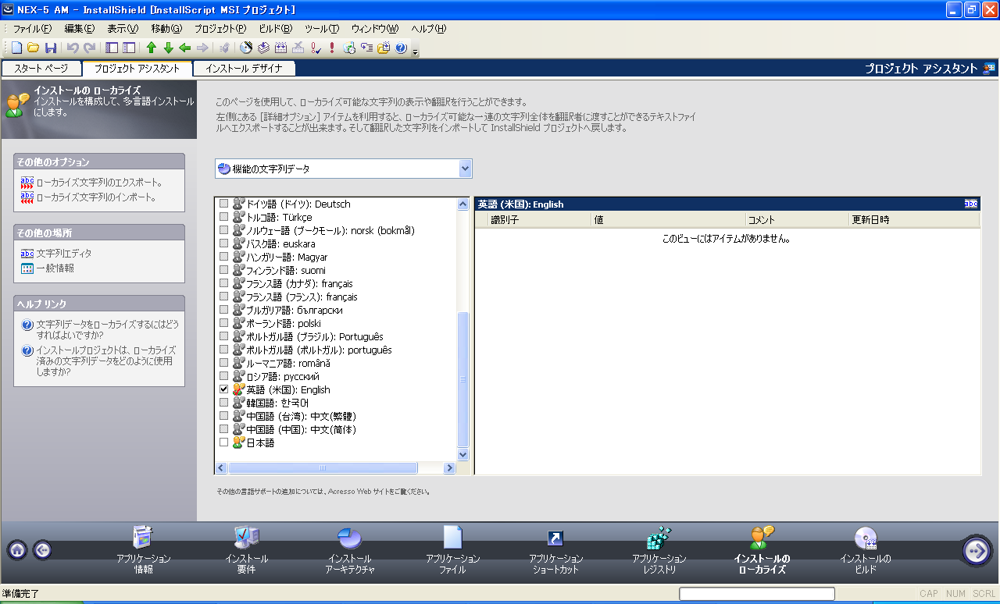 NEX-5 AM - InstallShield [InstallScript MSI プロジェクト]
ファイル(F) 編集(E) 表示(V) 移動(G) プロジェクト(P) ビルド(B) ツール(T) ウィンドウ(W) ヘルプ(H)
スタート ページ プロジェクト アシスタント インストール デザイナ プロジェクト アシスタント
インストールの ローカライズ
インストールを構成して、多言語インストール
にします。
このページを使用して、ローカライズ可能な文字列の表示や翻訳を行うことができます。
左側にある [詳細オプション] アイテムを利用すると、ローカライズ可能な一連の文字列全体を翻訳者に渡すことができるテキストファイ
ルへエクスポートすることが出来ます。そして翻訳した文字列をインポートして InstallShield プロジェクトへ戻します。
その他のオプション
ローカライズ文字列のエクスポート。
ローカライズ文字列のインポート。
その他の場所
文字列エディタ
一般情報
ヘルプ リンク
文字列データをローカライズするにはどう
すればよいですか?
インストールプロジェクトは、ローカライズ
済みの文字列データをどのように使用
しますか?
機能の文字列データ
ドイツ語 (ドイツ): Deutsch
トルコ語: Türkçe
ノルウェー語 (ブークモール): norsk (bokmål)
バスク語: euskara
ハンガリー語: Magyar
フィンランド語: suomi
フランス語 (カナダ): français
フランス語 (フランス): français
ブルガリア語: български
ポーランド語: polski
ポルトガル語 (ブラジル): Português
ポルトガル語 (ポルトガル): português
ルーマニア語: română
ロシア語: русский
英語 (米国): English
韓国語: 한국어
中国語 (台湾): 中文(繁體)
中国語 (中国): 中文(简体)
日本語
英語 (米国): English abc
識別子 値 コメント 更新日時
このビューにはアイテムがありません。
その他の言語サポートの追加については、Acresso Web サイトをご覧ください。
アプリケーション
情報
インストール
要件
インストール
アーキテクチャ
アプリケーション
ファイル
アプリケーション
ショートカット
アプリケーション
レジストリ
インストールの
ローカライズ
インストールの
ビルド
準備完了 CAP NUM SCRL